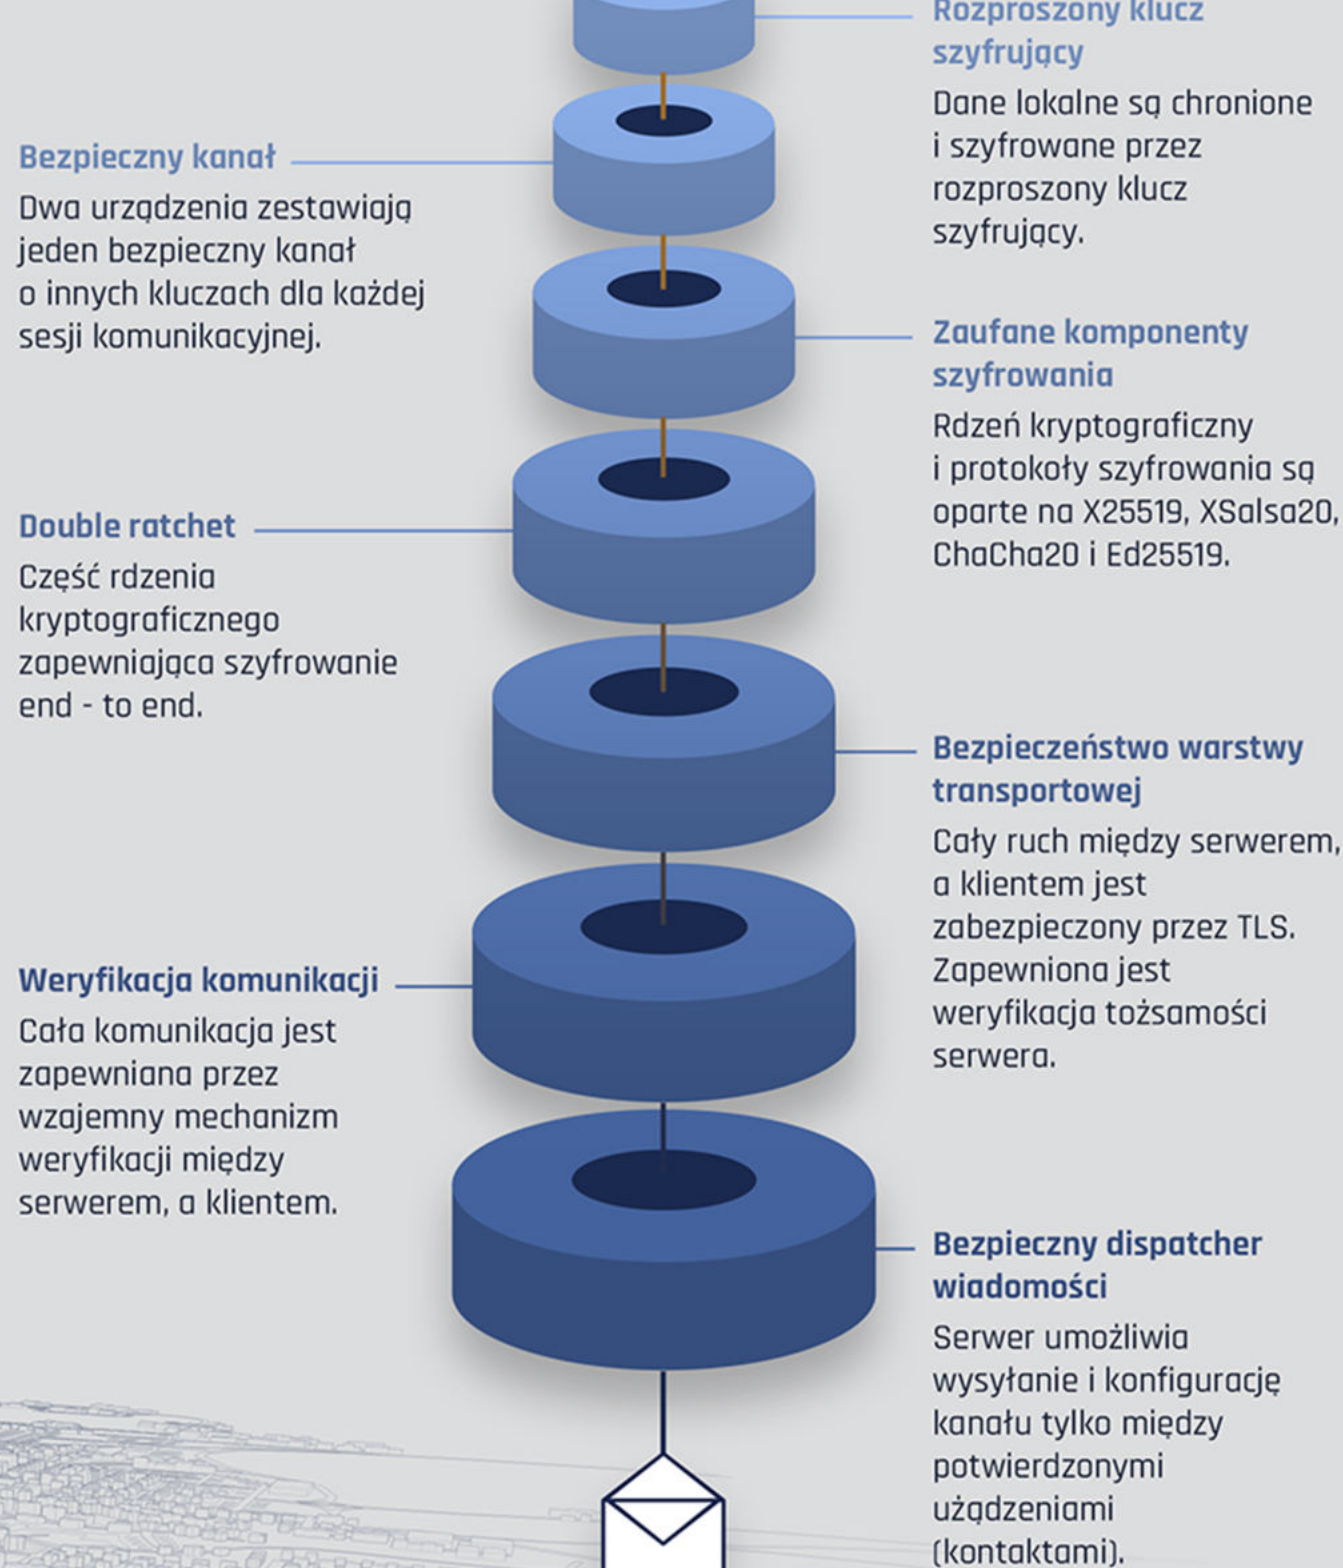 Rozproszony klucz
szyfrujący
Dane lokalne są chronione
i szyfrowane przez
rozproszony klucz
szyfrujący.
Bezpieczny kanał
Dwa urządzenia zestawiają
jeden bezpieczny kanał
o innych kluczach dla każdej
sesji komunikacyjnej.
Zaufane komponenty
szyfrowania
Rdzeń kryptograficzny
i protokoły szyfrowania są
oparte na X25519, XSalsa20,
ChaCha20 i Ed25519.
Double ratchet
Część rdzenia
kryptograficznego
zapewniająca szyfrowanie
end - to end.
Bezpieczeństwo warstwy
transportowej
Cały ruch między serwerem,
a klientem jest
zabezpieczony przez TLS.
Zapewniona jest
weryfikacja tożsamości
serwera.
Weryfikacja komunikacji
Cała komunikacja jest
zapewniana przez
wzajemny mechanizm
weryfikacji między
serwerem, a klientem.
Bezpieczny dispatcher
wiadomości
Serwer umożliwia
wysyłanie i konfigurację
kanału tylko między
potwierdzonymi
użądzeniami
(kontaktami).